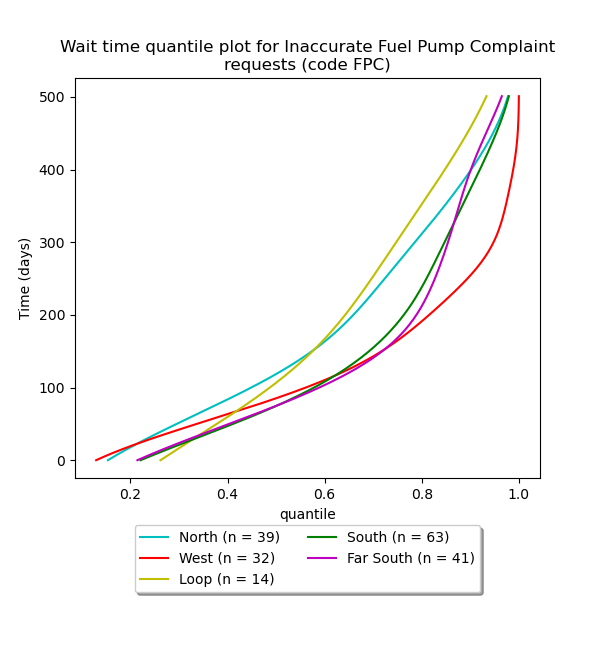 Wait time quantile plot for Inaccurate Fuel Pump Complaint
requests (code FPC)
500
400
300
200
100
0
Time (days)
0.2 0.4 0.6 0.8 1.0
quantile
North (n = 39) South (n = 63)
West (n = 32) Far South (n = 41)
Loop (n = 14)